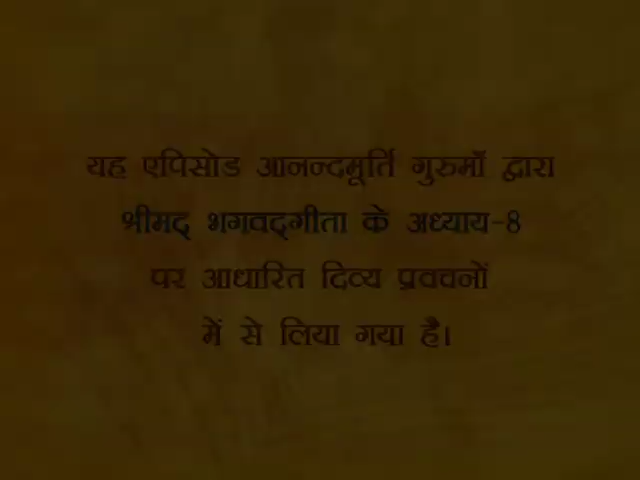 यह एपिसोड आनन्दमूर्ति गुरुमाँ द्वारा
श्रीमद् भगवद्गीता के अध्याय-8
पर आधारित दिव्य प्रवचनों
में से लिया गया है।